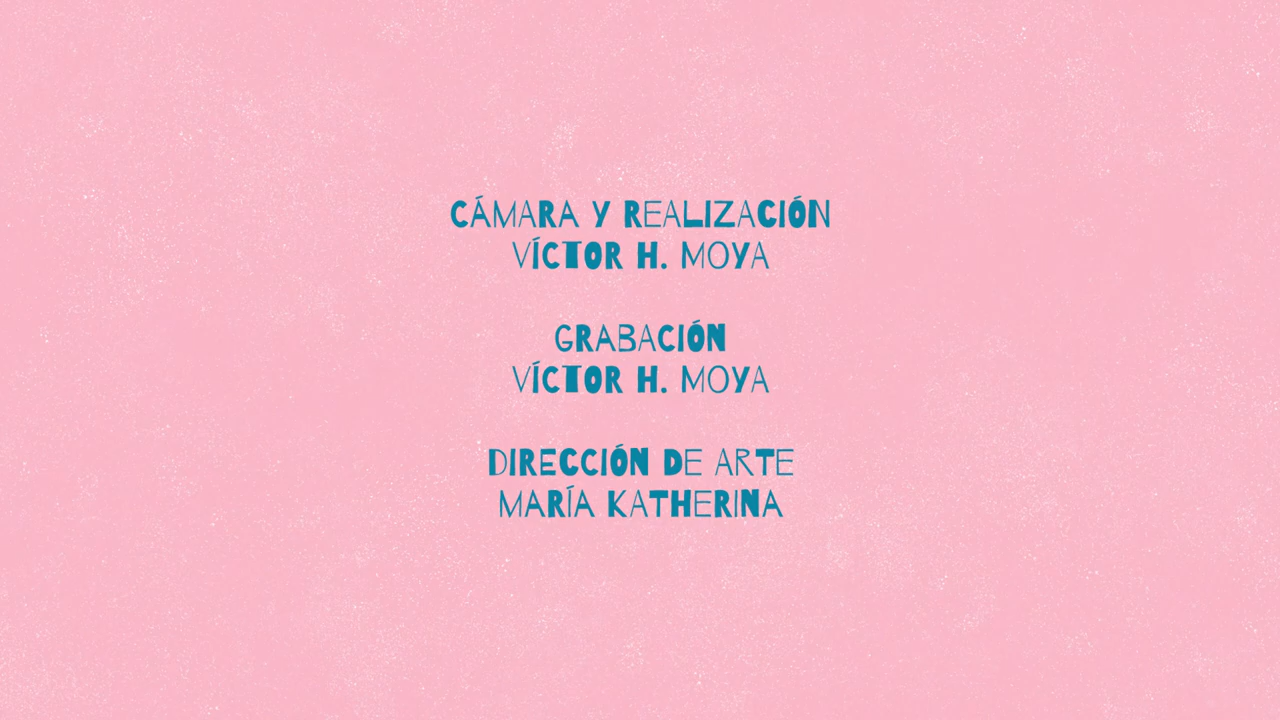 CÁMARA Y REALIZACIÓN
VÍCTOR H. MOYA
GRABACIÓN
VÍCTOR H. MOYA
DIRECCIÓN DE ARTE
MARÍA KATHERINA